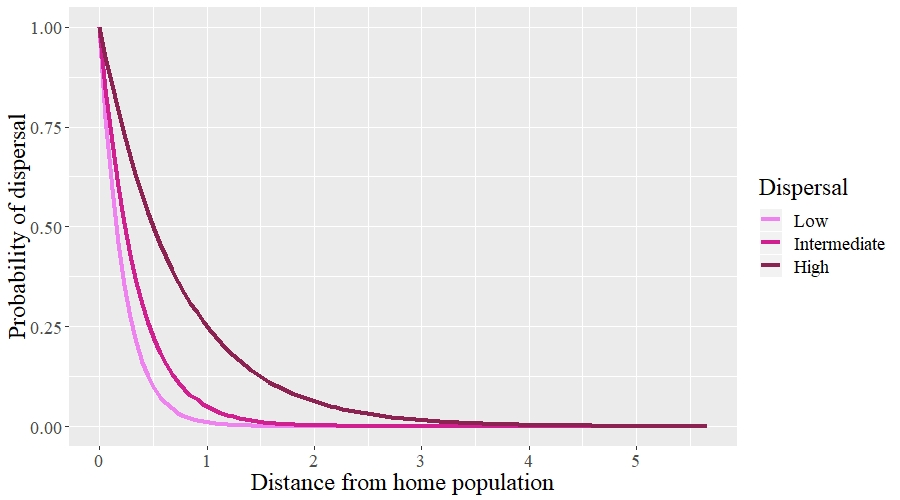 1.00
0.75
0.50
0.25
0.00
Probability of dispersal
0 1 2 3 4 5
Distance from home population
Dispersal
Low
Intermediate
High